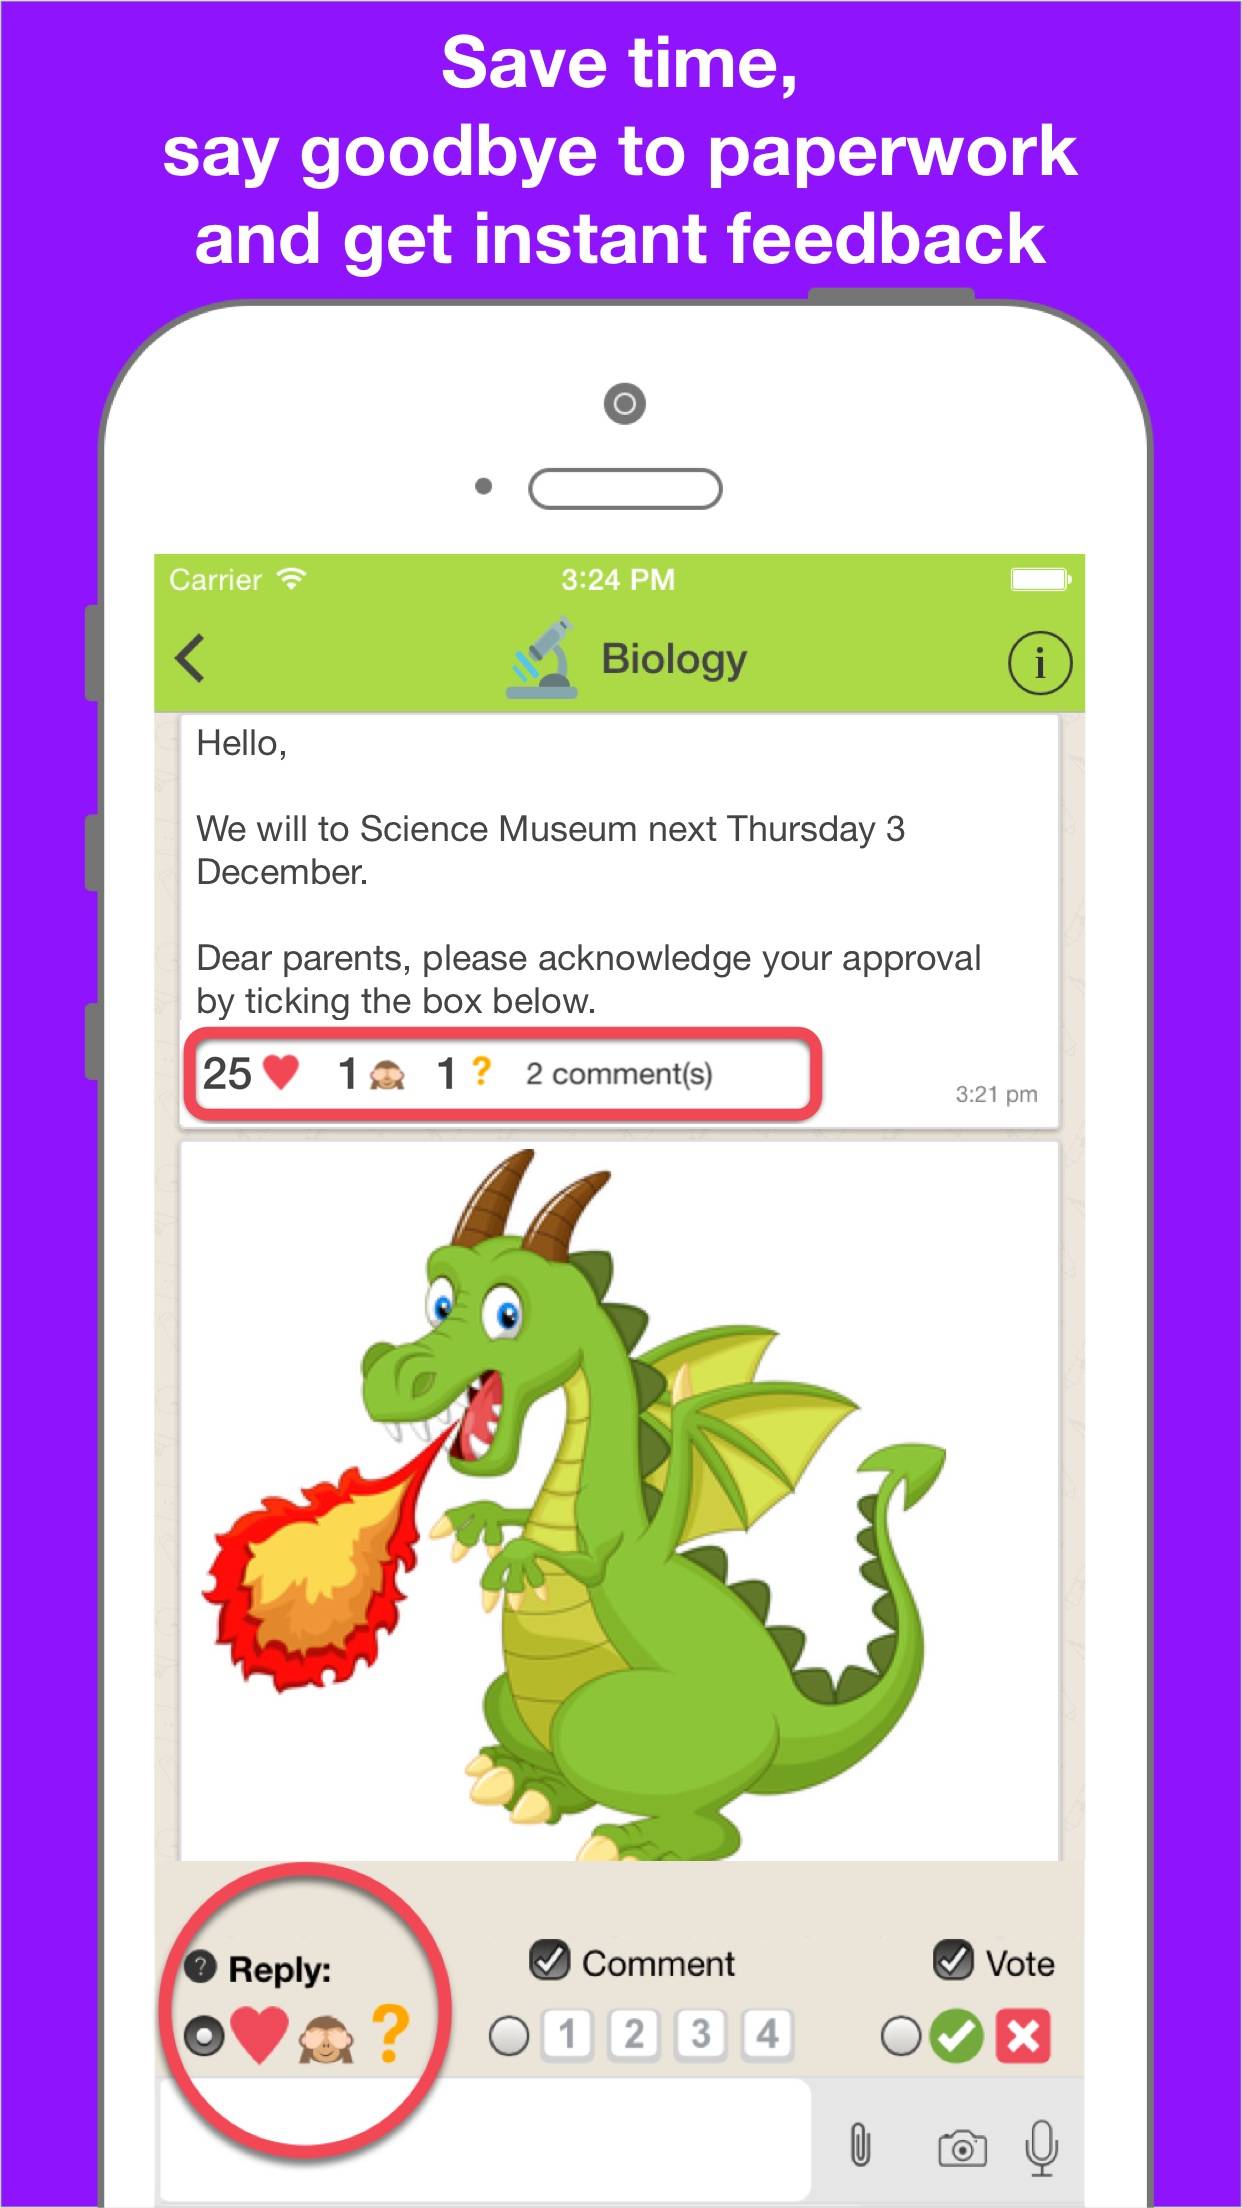 Save time,
say goodbye to paperwork
and get instant feedback
Carrier 3:24 PM
Biology
i
Hello,
We will to Science Museum next Thursday 3
December.
Dear parents, please acknowledge your approval
by ticking the box below.
25 1 1 ? 2 comment(s)
3:21 pm
? Reply: Comment Vote
? 1 2 3 4